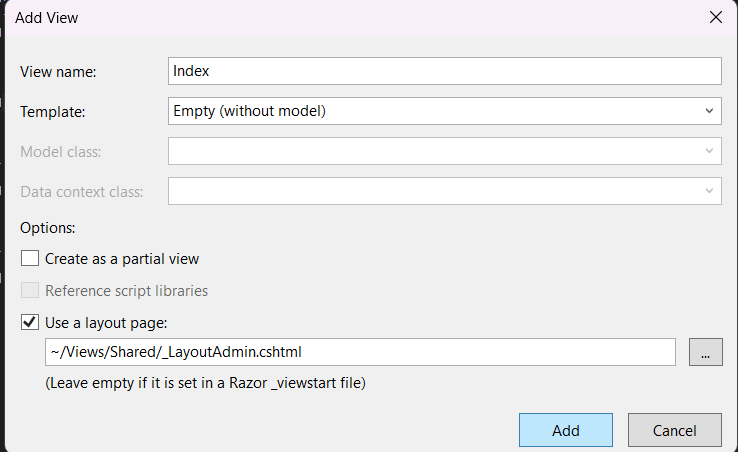 Add View
View name: Index
Template: Empty (without model)
Model class:
Data context class:
Options:
Create as a partial view
Reference script libraries
Use a layout page:
~/Views/Shared/_LayoutAdmin.cshtml ...
(Leave empty if it is set in a Razor _viewstart file)
Add Cancel